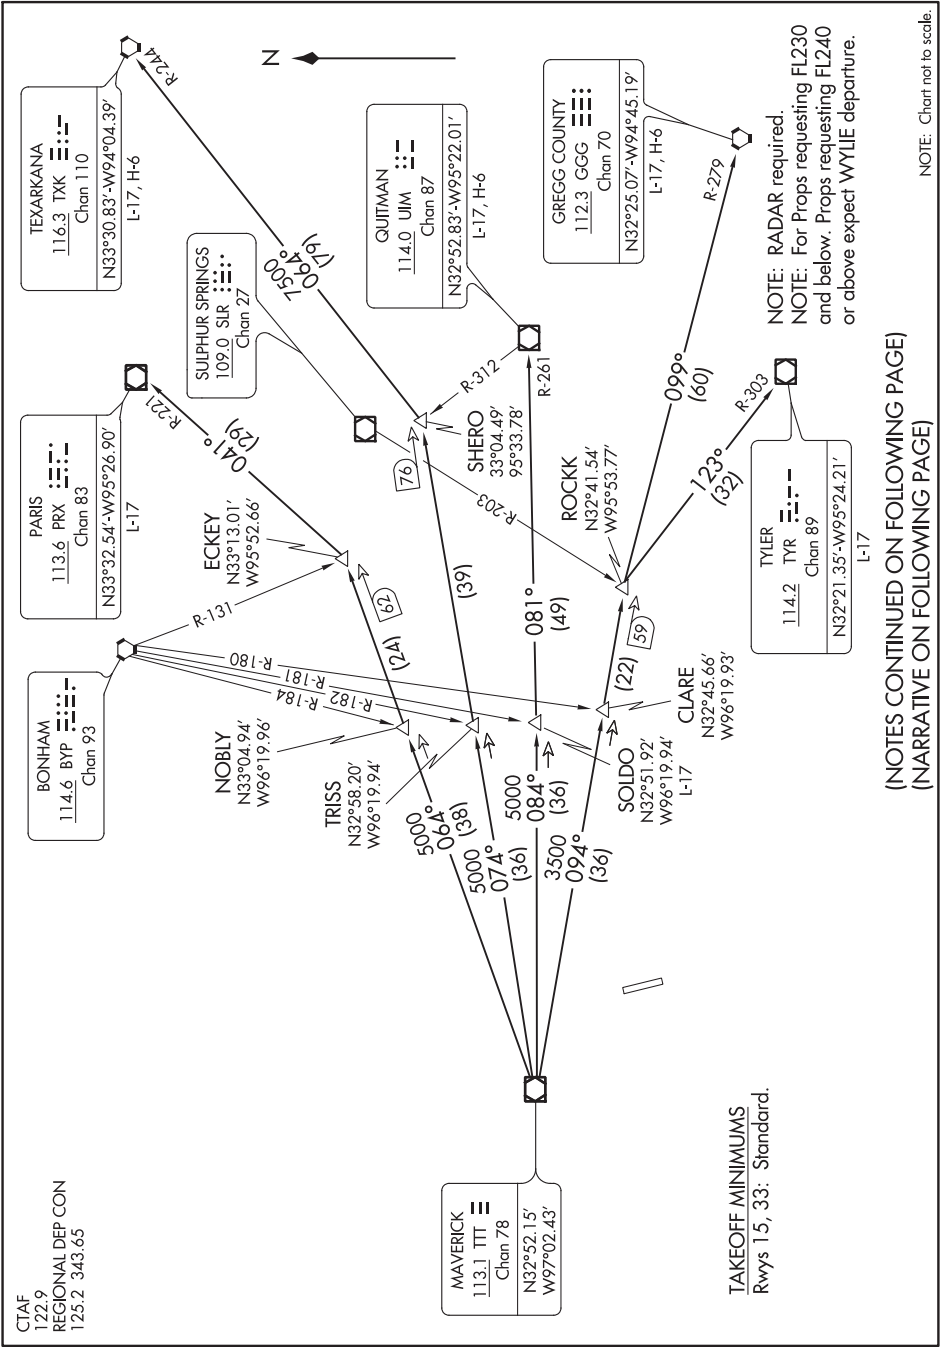 CTAF
122.9
REGIONAL DEP CON
125.2 343.65
BONHAM
114.6 BYP
Chan 93
PARIS
113.6 PRX
Chan 83
N33°32.54′-W95°26.90′
L-17
TEXARKANA
116.3 TXK
Chan 110
N33°30.83′-W94°04.39′
L-17, H-6
SULPHUR SPRINGS
109.0 SLR
Chan 27
QUITMAN
114.0 UIM
Chan 87
N32°52.83′-W95°22.01′
L-17, H-6
GREGG COUNTY
112.3 GGG
Chan 70
N32°25.07′-W94°45.19′
L-17, H-6
TYLER
114.2 TYR
Chan 89
N32°21.35′-W95°24.21′
L-17
MAVERICK
113.1 TTT
Chan 78
N32°52.15′
W97°02.43′
NOBLY
N33°04.94′
W96°19.96′
TRISS
N32°58.20′
W96°19.94′
SOLDO
N32°51.92′
W96°19.94′
L-17
CLARE
N32°45.66′
W96°19.93′
ECKEY
N33°13.01′
W95°52.66′
SHERO
33°04.49′
95°33.78′
ROCKK
N32°41.54′
W95°53.77′
5000
064°
(38)
5000
074°
(36)
5000
084°
(36)
3500
094°
(36)
R-184
R-182
R-181
R-180
R-131
(24)
62
041°
(29)
R-221
(39)
76
7500
064°
(79)
R-244
R-312
081°
(49)
R-261
R-203
(22)
59
099°
(60)
R-279
123°
(32)
R-303
N
NOTE: RADAR required.
NOTE: For Props requesting FL230
and below. Props requesting FL240
or above expect WYLIE departure.
NOTE: Chart not to scale.
TAKEOFF MINIMUMS
Rwys 15, 33: Standard.
(NOTES CONTINUED ON FOLLOWING PAGE)
(NARRATIVE ON FOLLOWING PAGE)